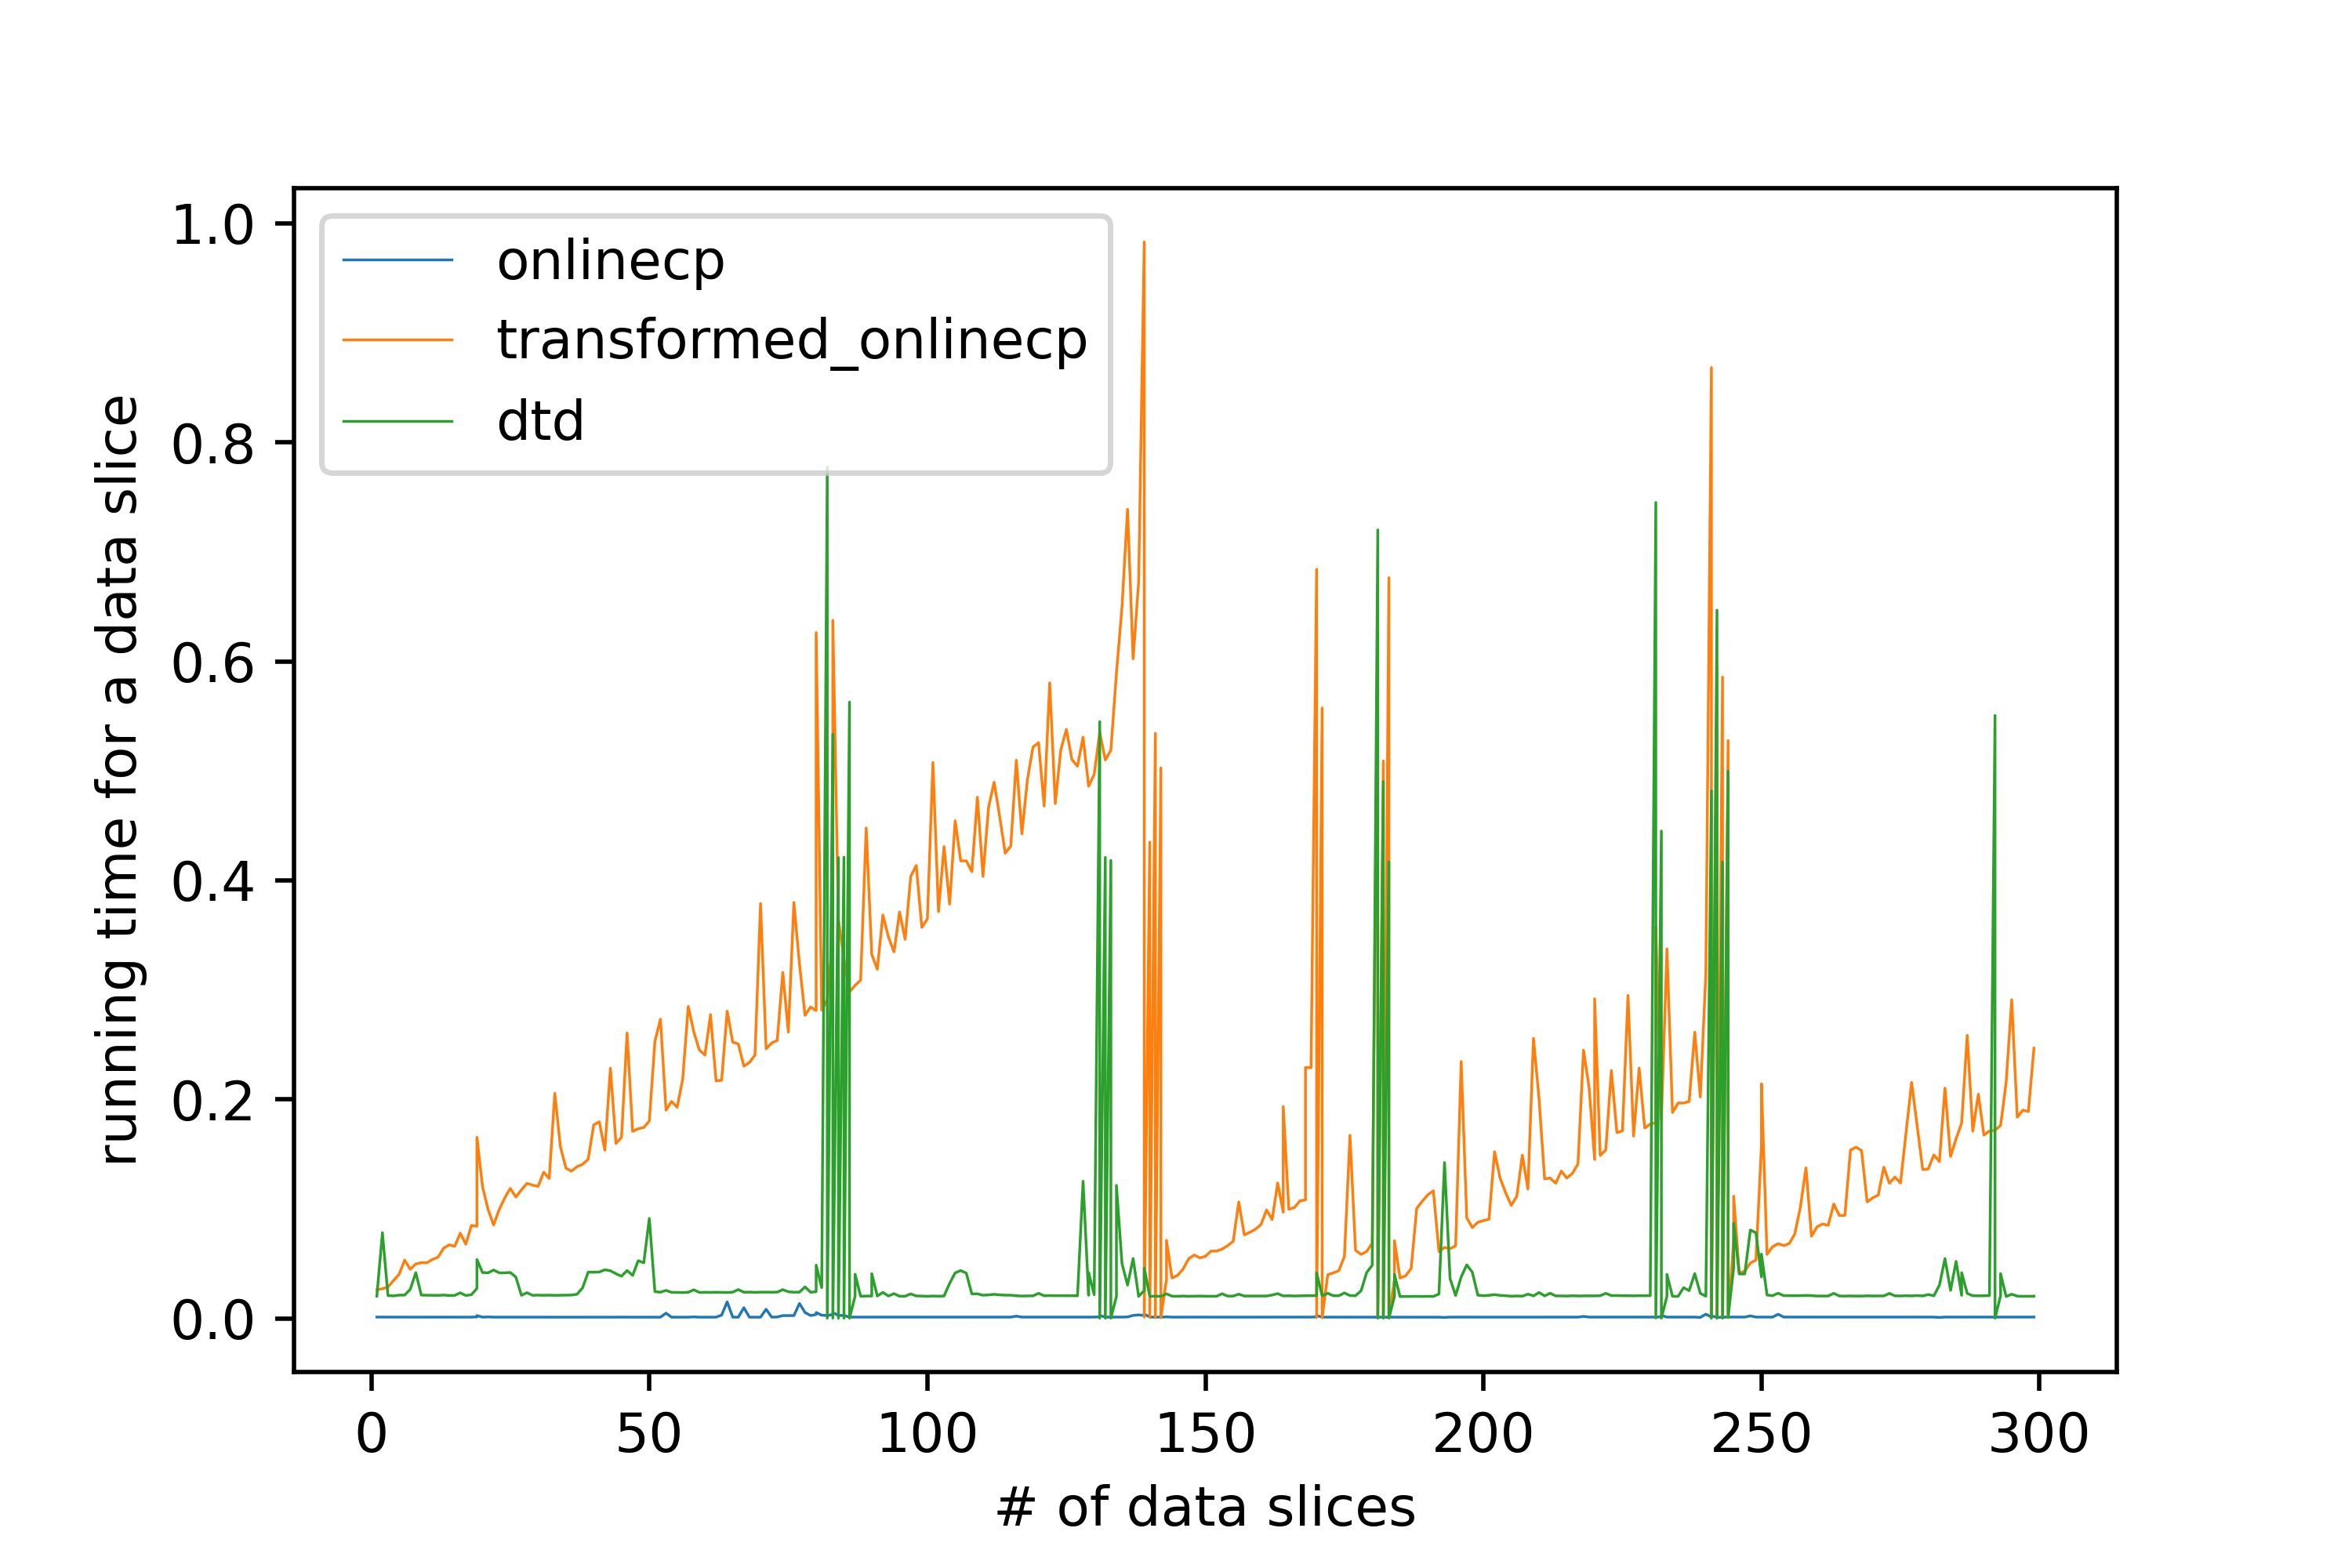 onlinecp
transformed_onlinecp
dtd
running time for a data slice
1.0
0.8
0.6
0.4
0.2
0.0
0 50 100 150 200 250 300
# of data slices